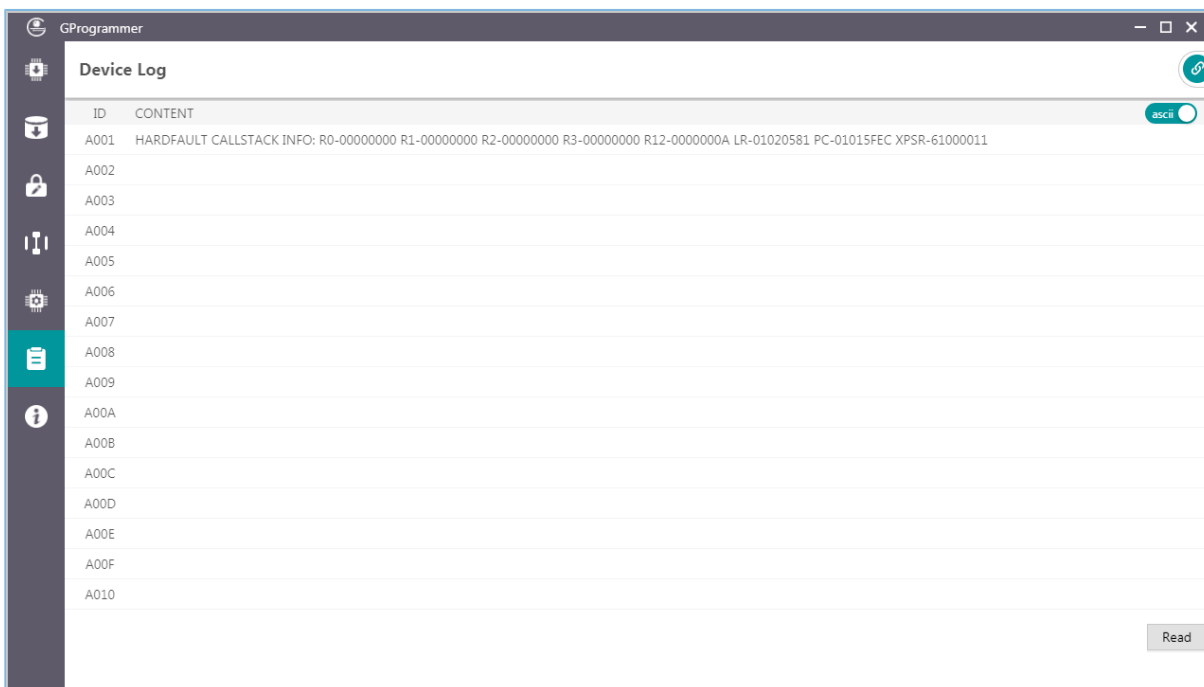 GProgrammer
Device Log
ID CONTENT
ascii
A001 HARDFAULT CALLSTACK INFO: R0-00000000 R1-00000000 R2-00000000 R3-00000000 R12-0000000A LR-01020581 PC-01015FEC XPSR-61000011
A002
A003
A004
A005
A006
A007
A008
A009
A00A
A00B
A00C
A00D
A00E
A00F
A010
Read